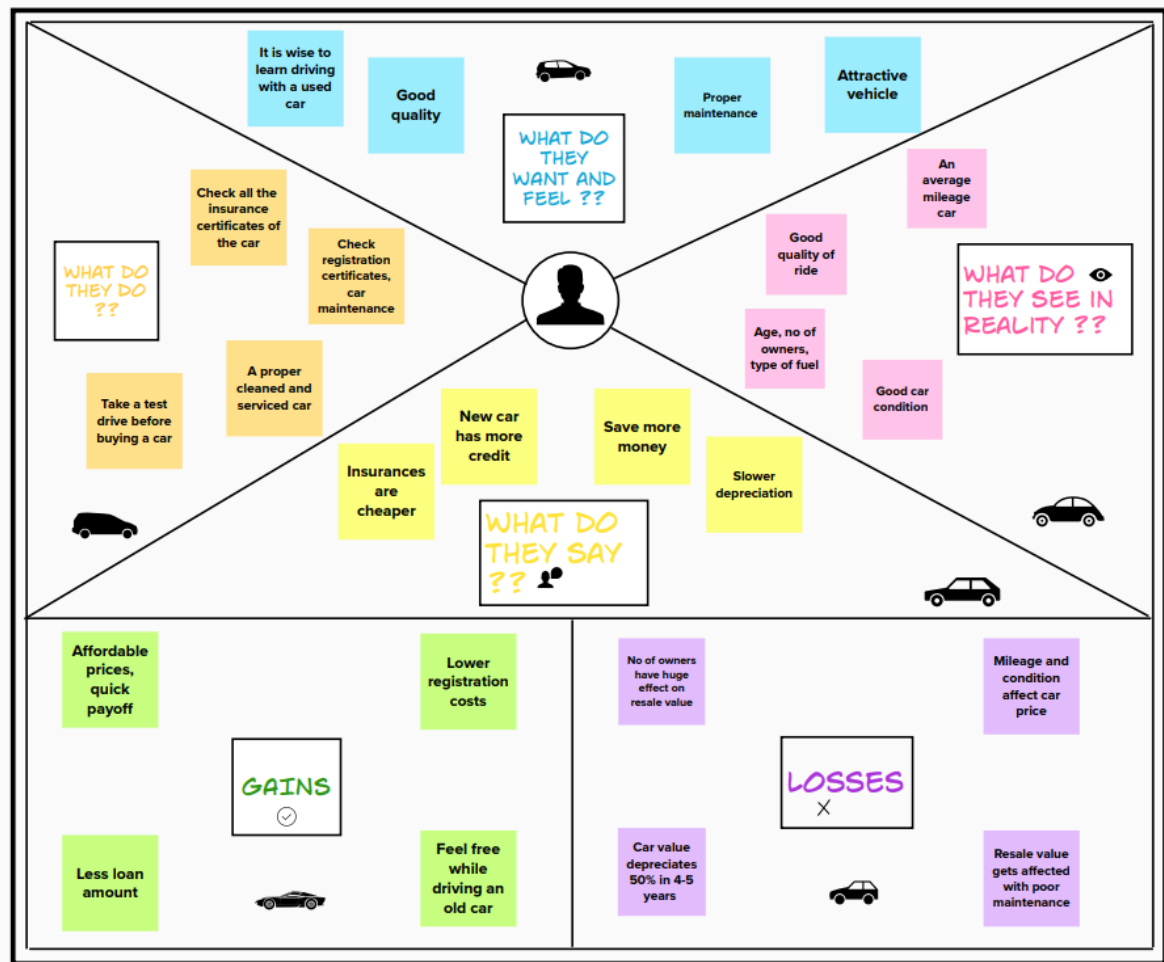 It is wise to
learn driving
with a used
car
Good
quality
WHAT DO
THEY
WANT AND
FEEL ??
Proper
maintenance
Attractive
vehicle
Check all the
insurance
certificates of
the car
Check
registration
certificates,
car
maintenance
WHAT DO
THEY DO
??
A proper
cleaned and
serviced car
Take a test
drive before
buying a car
An
average
mileage
car
Good
quality of
ride
WHAT DO
THEY SEE IN
REALITY ??
Age, no of
owners,
type of fuel
Good car
condition
New car
has more
credit
Insurances
are
cheaper
Save more
money
Slower
depreciation
WHAT DO
THEY SAY
??
Affordable
prices,
quick
payoff
Lower
registration
costs
GAINS
Less loan
amount
Feel free
while
driving an
old car
No of owners
have huge
effect on
resale value
Mileage and
condition
affect car
price
LOSSES
Car value
depreciates
50% in 4-5
years
Resale value
gets affected
with poor
maintenance